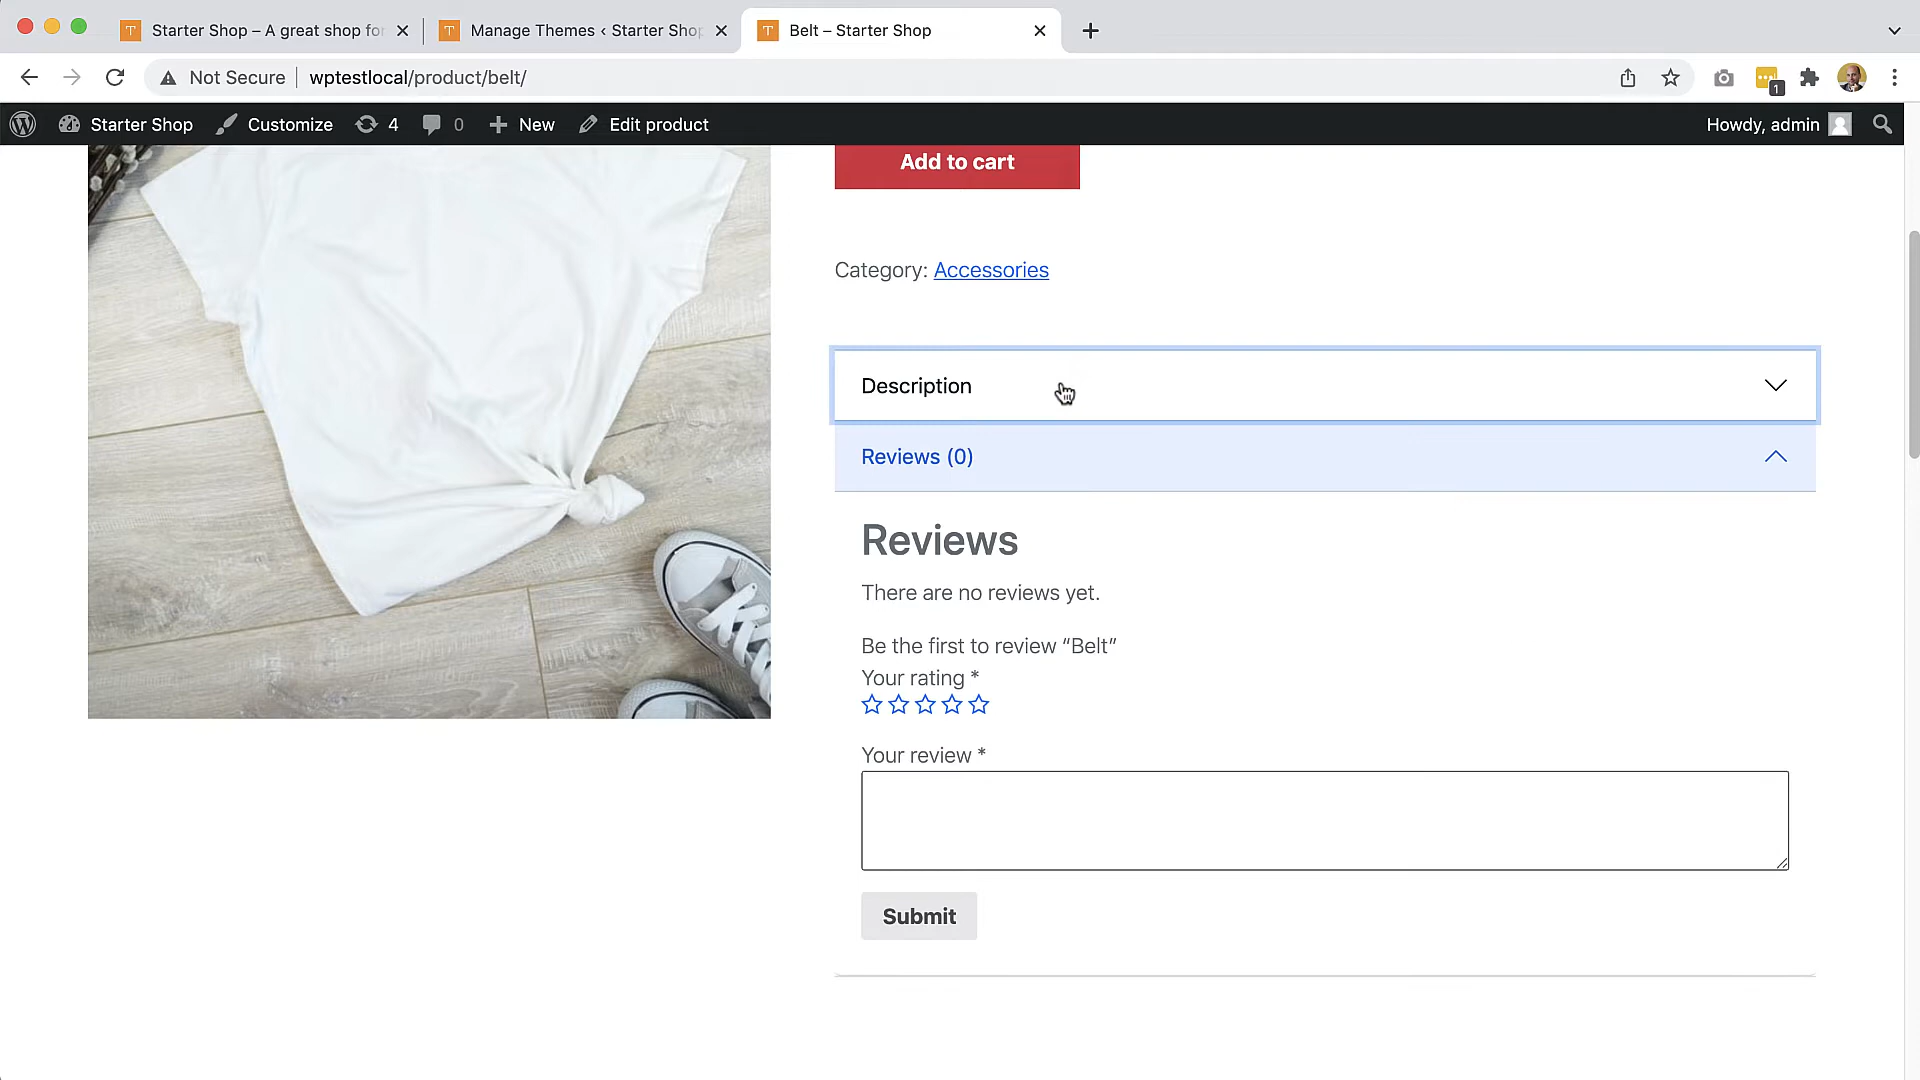 Starter Shop – A great shop for
Manage Themes ‹ Starter Shop
Belt – Starter Shop
Not Secure
wptestlocal/product/belt/
1
Starter Shop
Customize
4
0
New
Edit product
Howdy, admin
Add to cart
Category: Accessories
Description
Reviews (0)
Reviews
There are no reviews yet.
Be the first to review “Belt”
Your rating *
Your review *
Submit